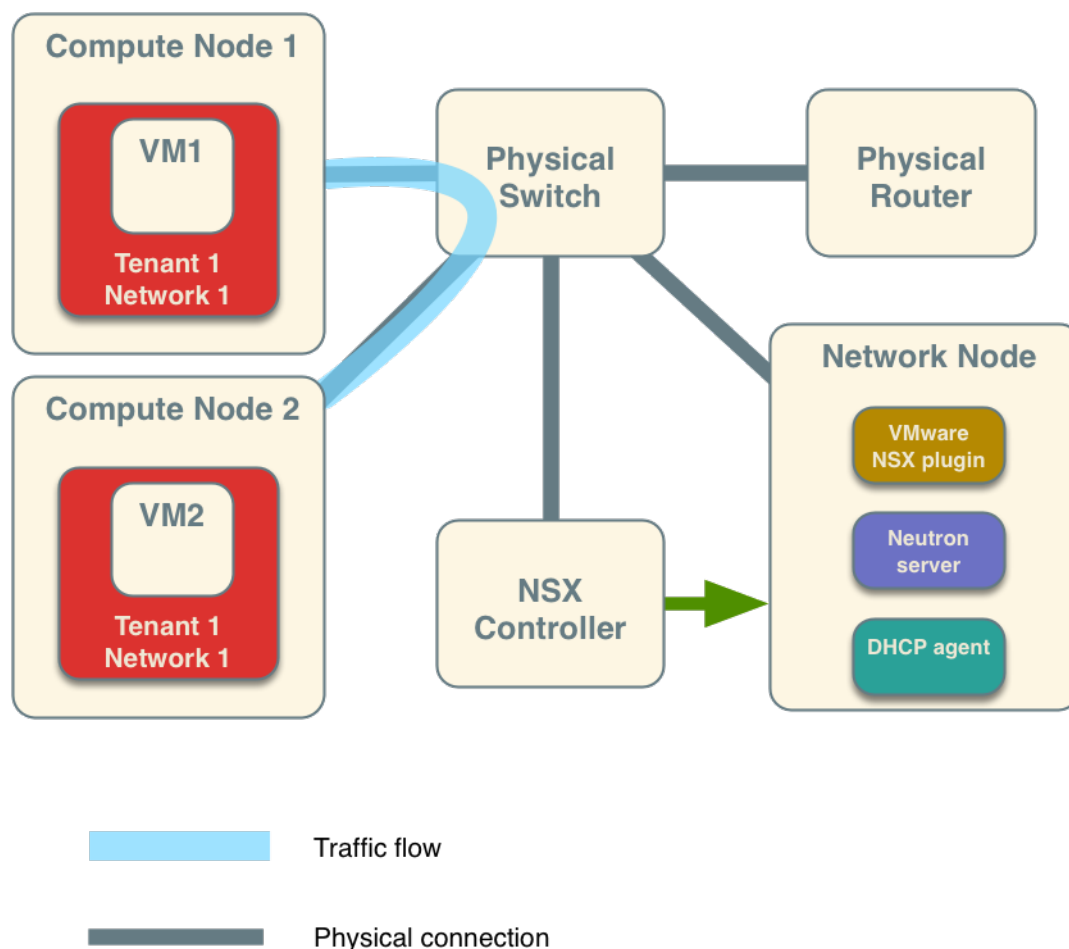 Compute Node 1
VM1
Tenant 1
Network 1
Physical
Switch
Physical
Router
Compute Node 2
VM2
Tenant 1
Network 1
NSX
Controller
Network Node
VMware
NSX plugin
Neutron
server
DHCP agent
Traffic flow
Physical connection